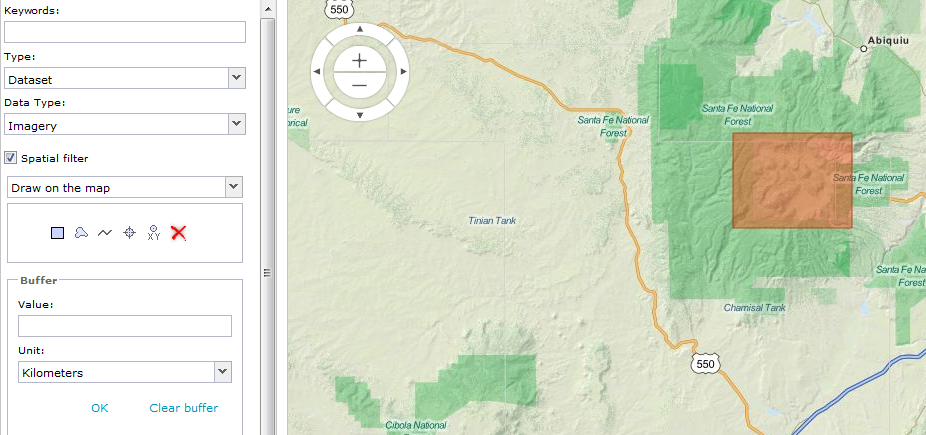 Keywords:
Type:
Dataset
Data Type:
Imagery
Spatial filter
Draw on the map
XY
Buffer
Value:
Unit:
Kilometers
OK
Clear buffer
550
Abiquiu
Santa Fe National
Forest
Santa Fe National
Forest
Santa Fe National
Forest
Tinian Tank
Santa Fe Na
Forest
Chamisal Tank
550
Cibola National